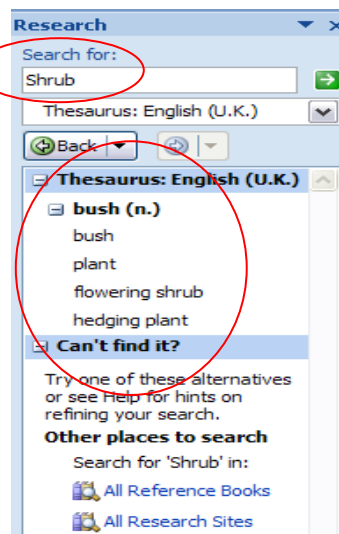 Research
Search for:
Shrub
Thesaurus: English (U.K.)
Back
Thesaurus: English (U.K.)
bush (n.)
bush
plant
flowering shrub
hedging plant
Can't find it?
Try one of these alternatives
or see Help for hints on
refining your search.
Other places to search
Search for 'Shrub' in:
All Reference Books
All Research Sites